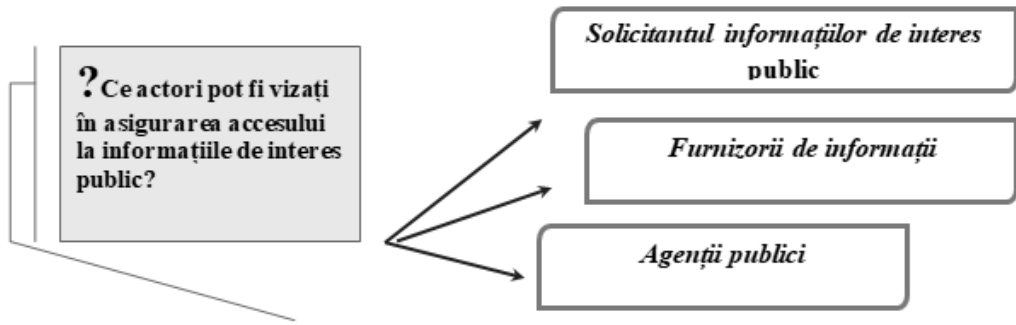 ? Ce actori pot fi vizați
în asigurarea accesului
la informațiile de interes
public?
Solicitantul informațiilor de interes
public
Furnizorii de informații
Agenții publici